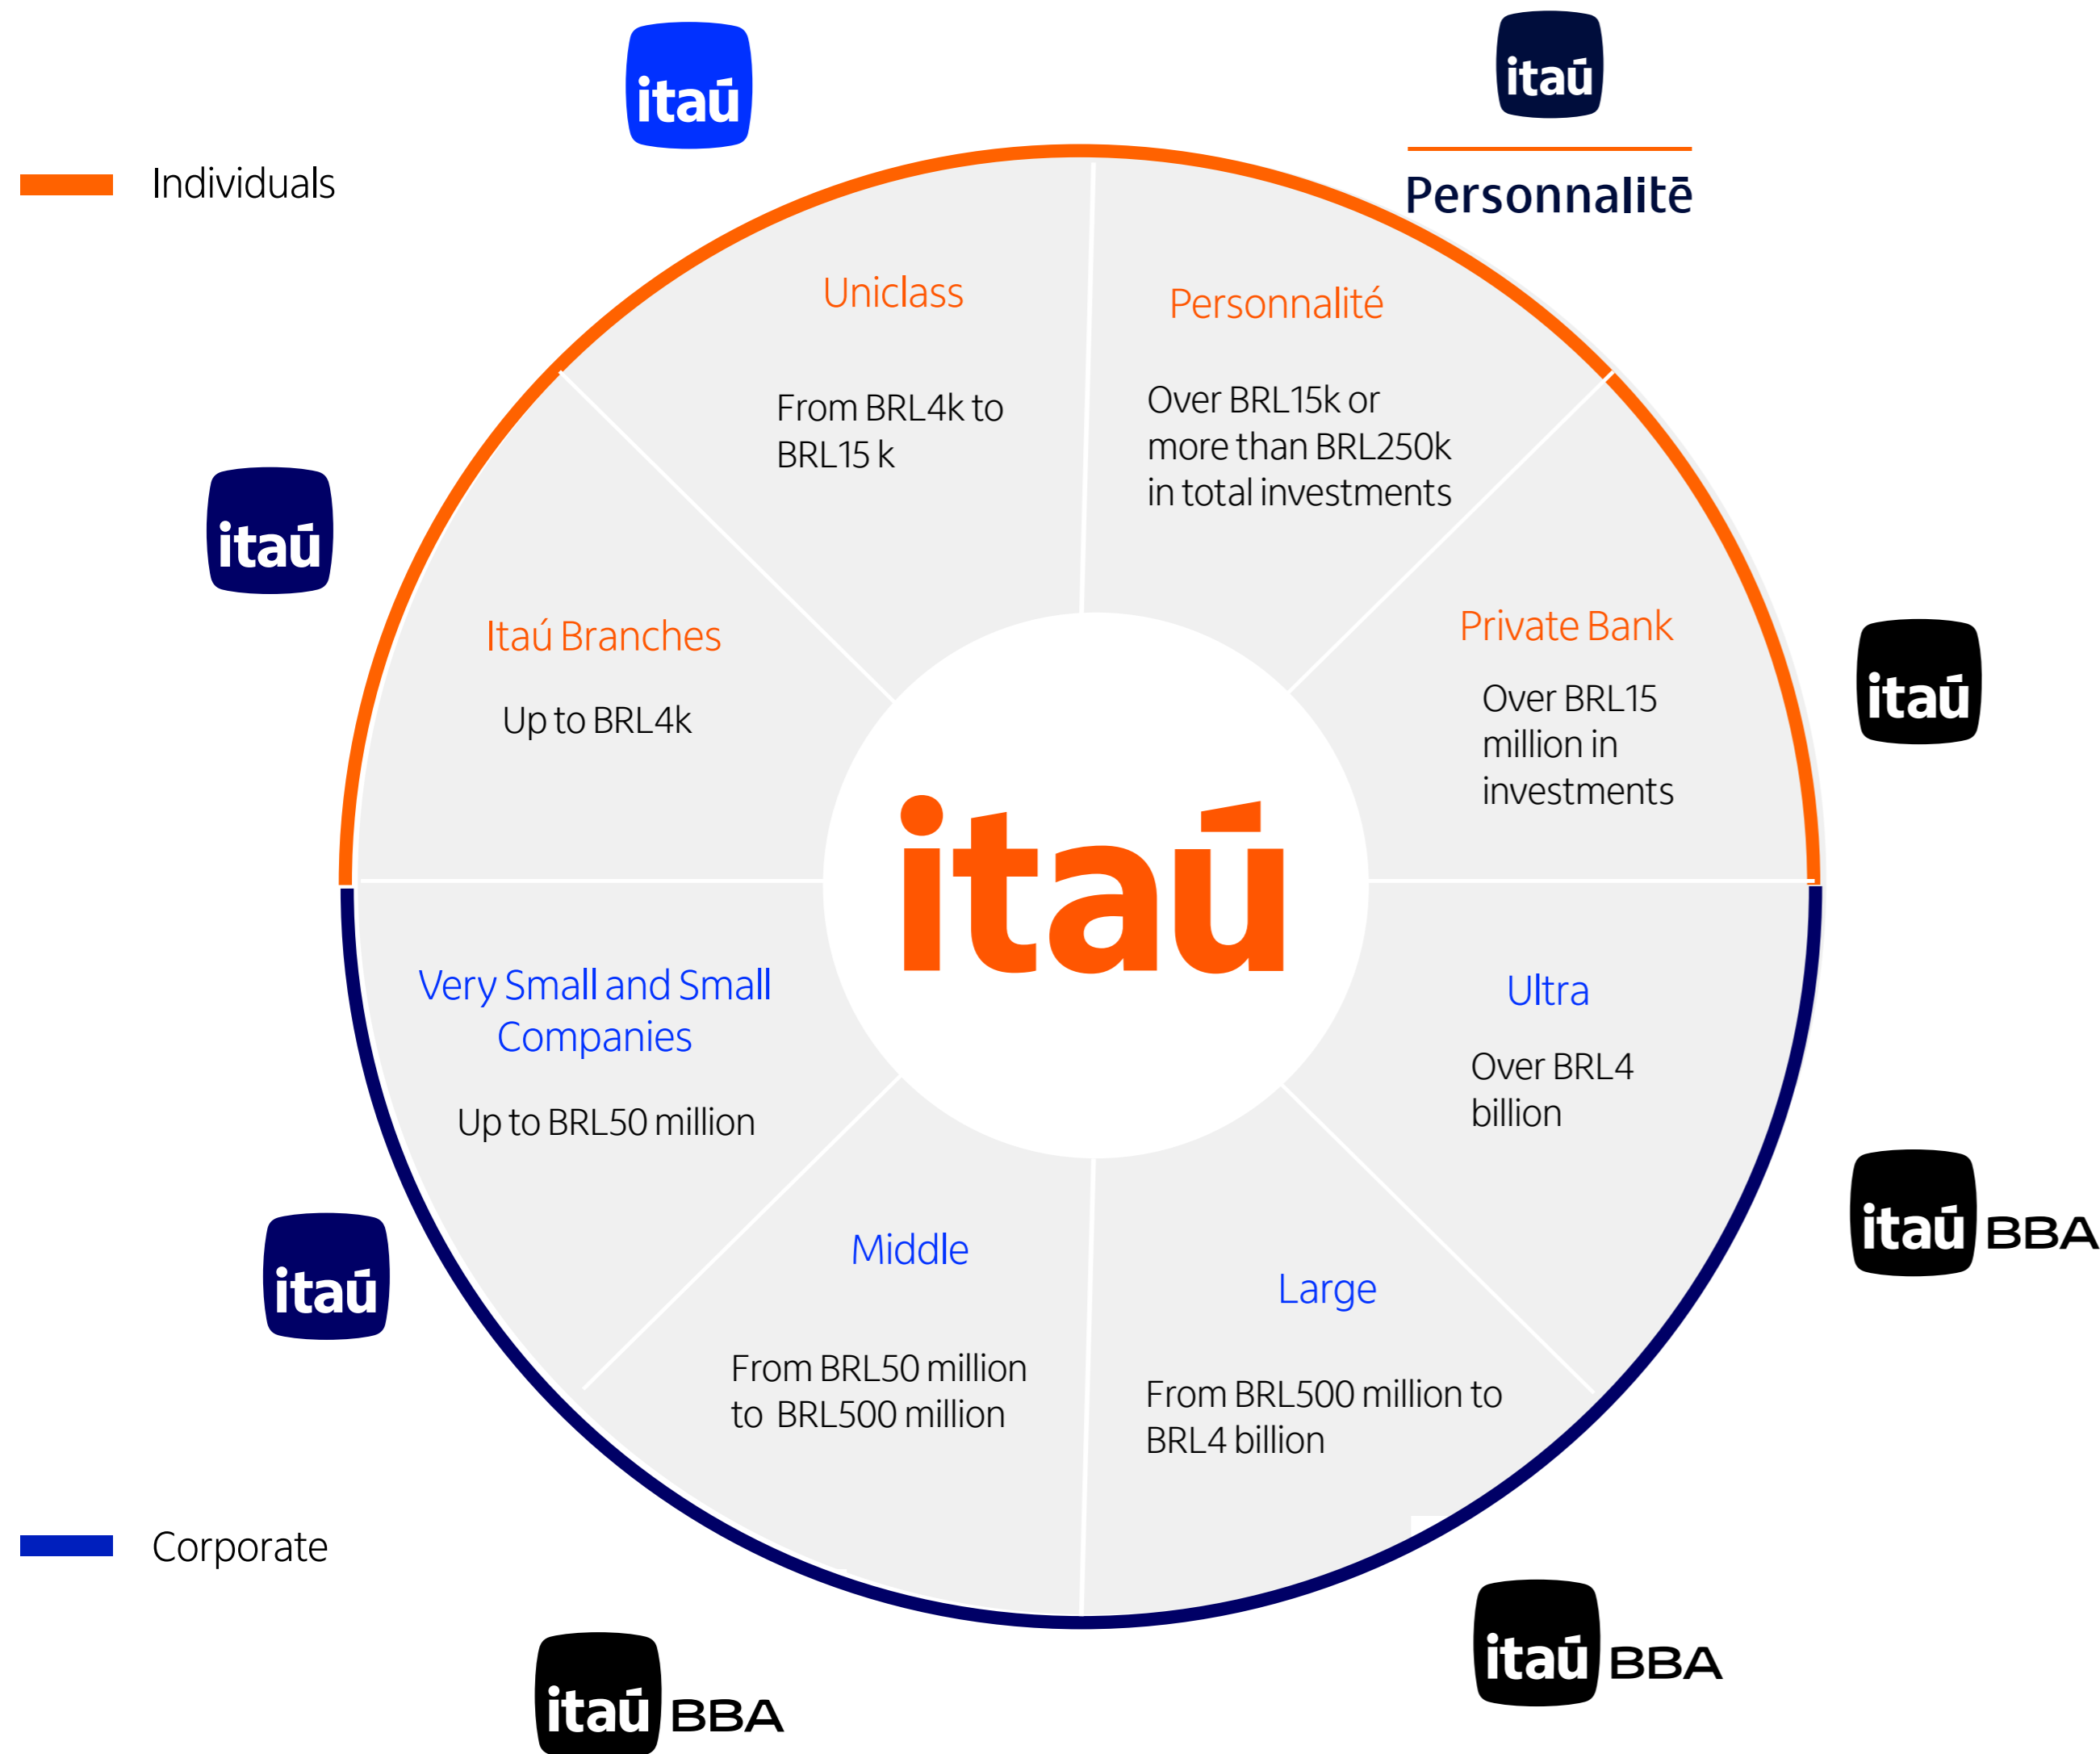 itaú
itaú
Personnalitē
Individuals
Uniclass
From BRL4k to
BRL15 k
Personnalité
Over BRL15k or
more than BRL250k
in total investments
itaú
Itaú Branches
Up to BRL4k
Private Bank
Over BRL15
million in
investments
itaú
itaú
Very Small and Small
Companies
Up to BRL50 million
Ultra
Over BRL4
billion
itaú BBA
itaú
Middle
From BRL50 million
to BRL500 million
Large
From BRL500 million to
BRL4 billion
Corporate
itaú BBA
itaú BBA